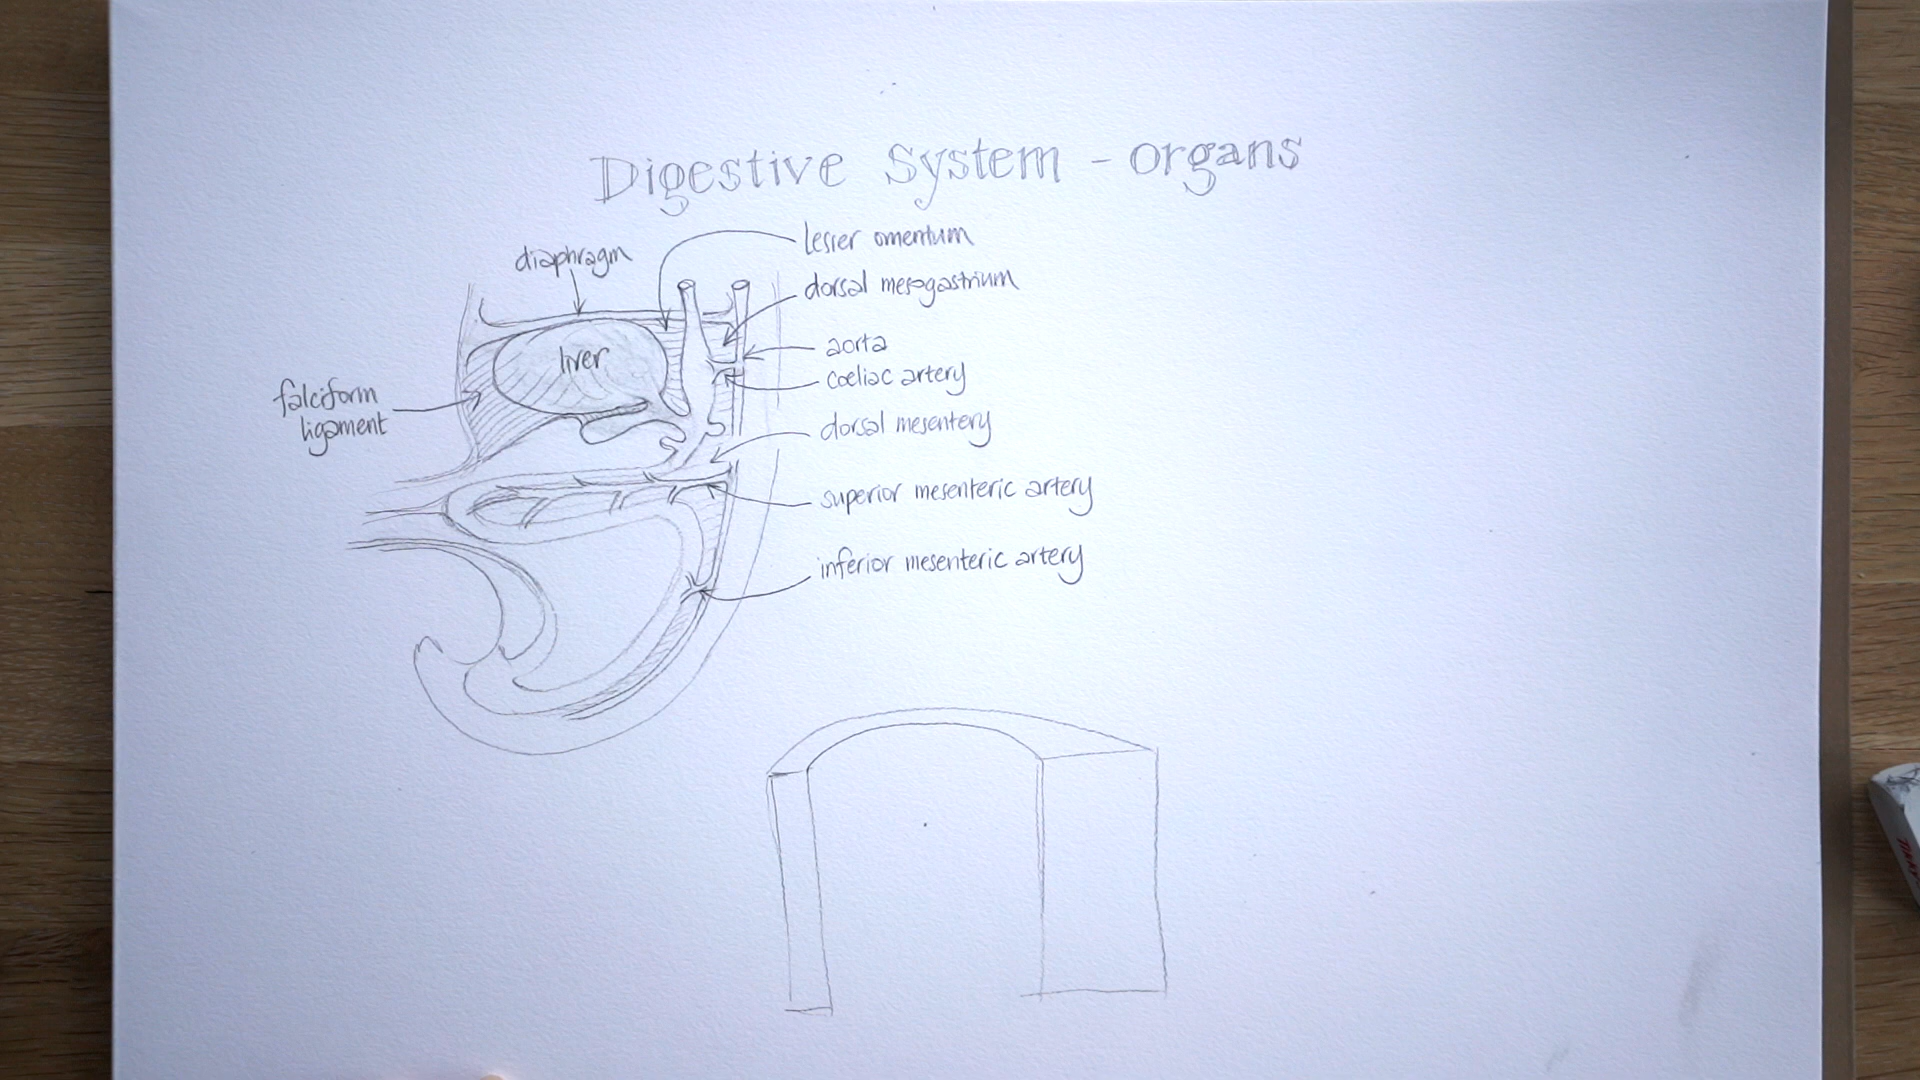 Digestive System - organs
diaphragm
lesser omentum
dorsal mesogastrium
liver
aorta
coeliac artery
falciform
ligament
dorsal mesentery
superior mesenteric artery
inferior mesenteric artery